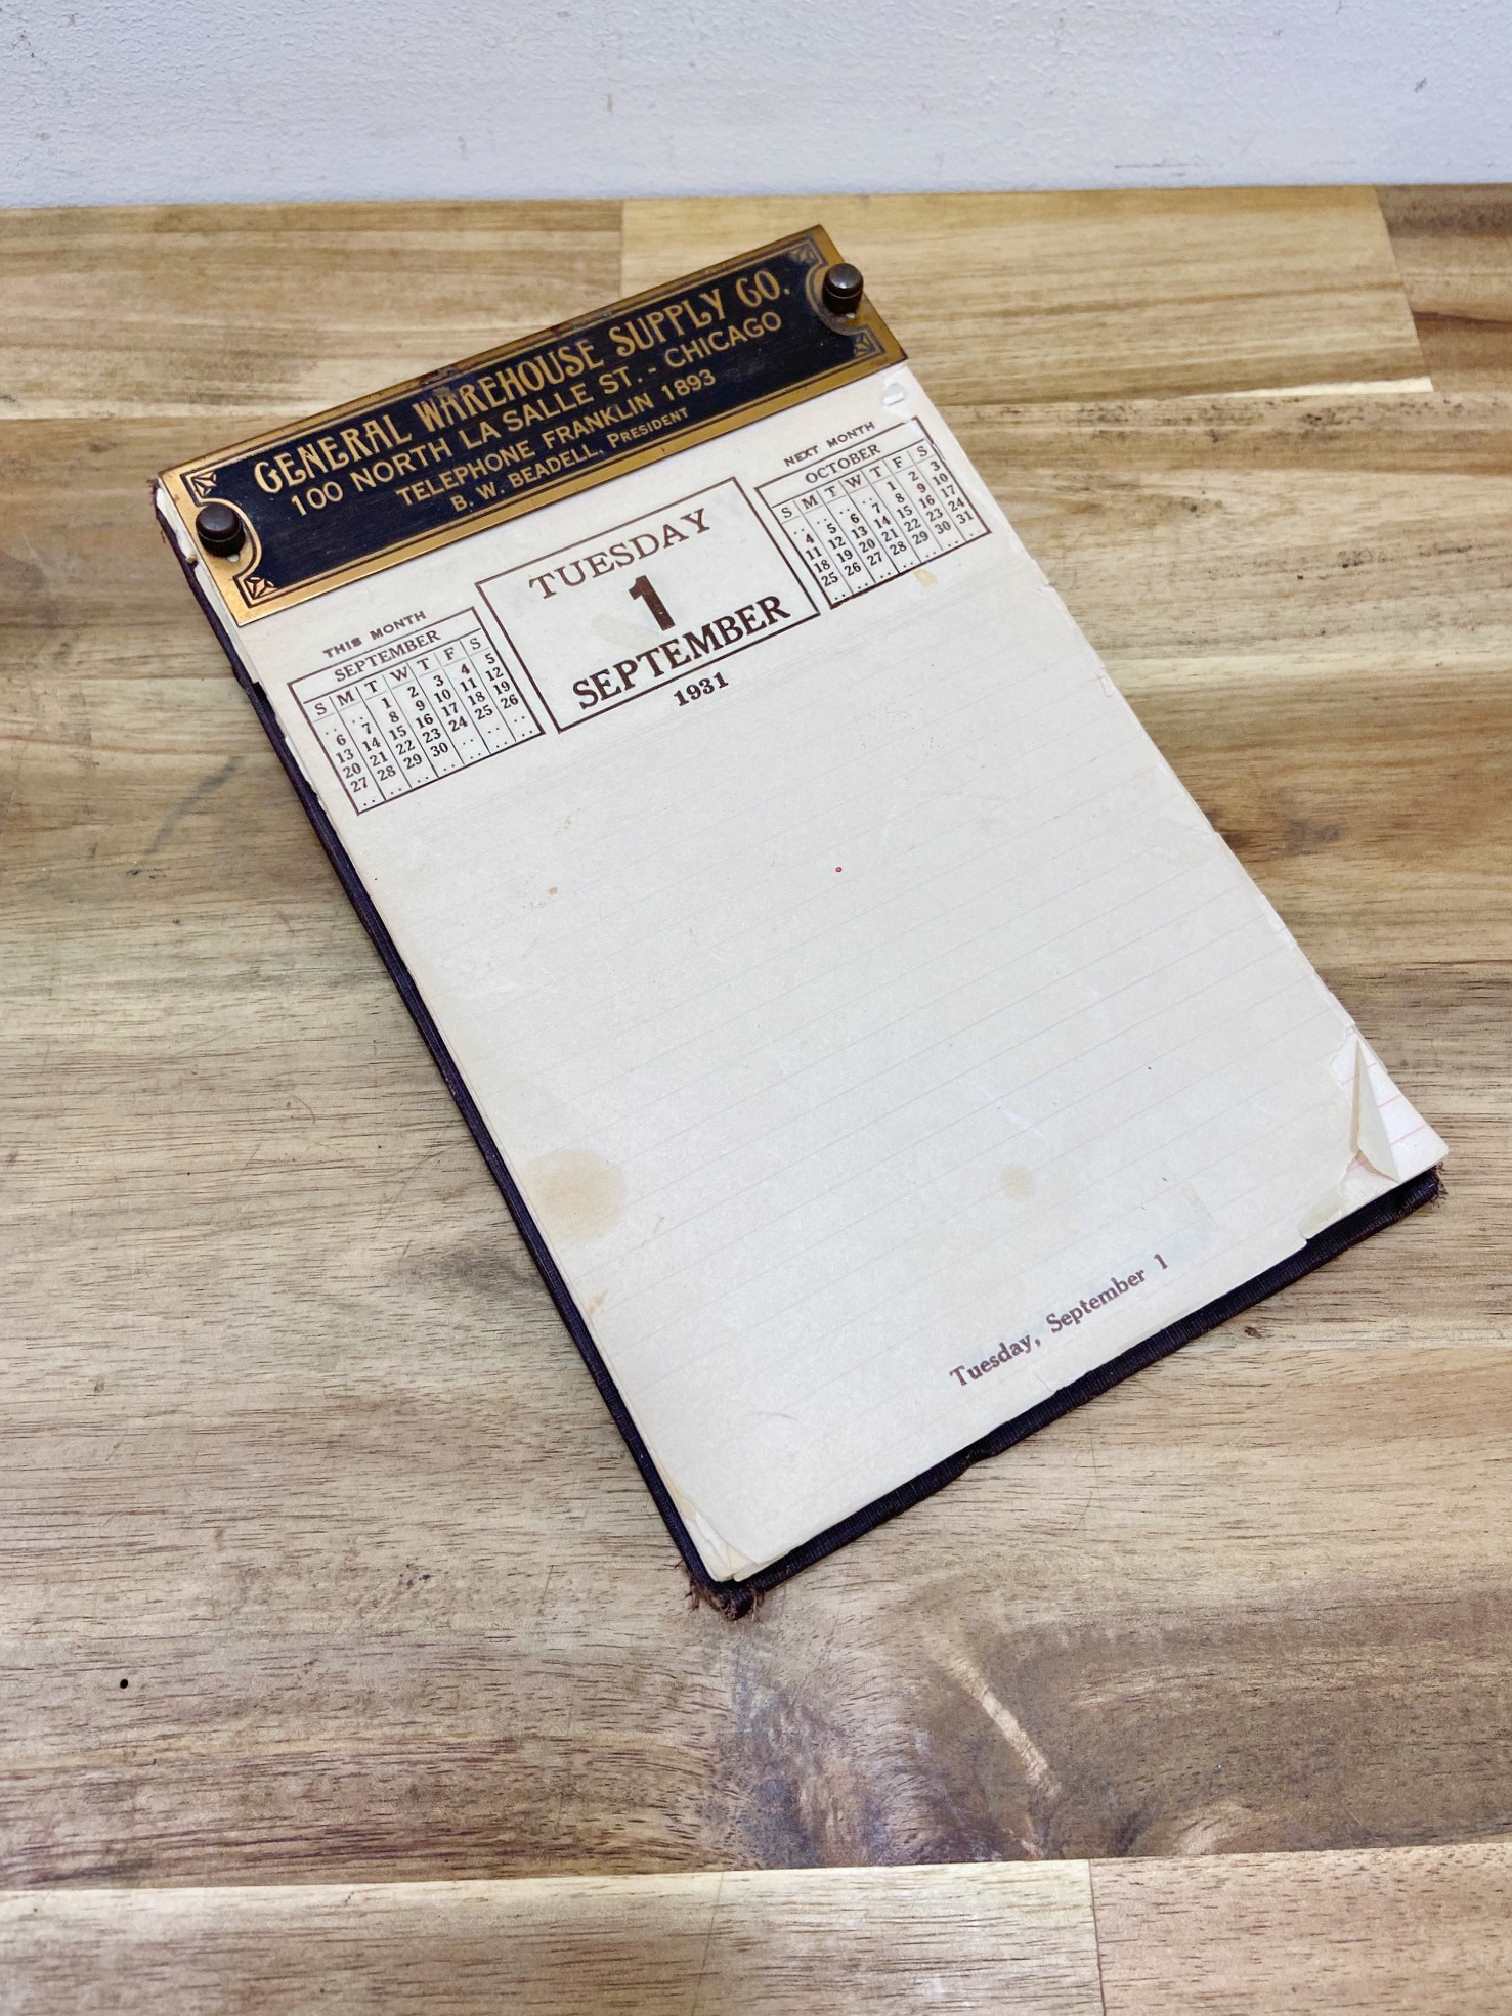 GENERAL WAREHOUSE SUPPLY CO.
100 NORTH LA SALLE ST. - CHICAGO
TELEPHONE FRANKLIN 1893
B. W. BEADELL, PRESIDENT
THIS MONTH
SEPTEMBER
S M T W T F S
.. .. 1 2 3 4 5
6 7 8 9 10 11 12
13 14 15 16 17 18 19
20 21 22 23 24 25 26
27 28 29 30 .. .. ..
.. .. .. .. .. .. ..
TUESDAY
1
SEPTEMBER
1931
NEXT MONTH
OCTOBER
S M T W T F S
.. .. .. .. 1 2 3
4 5 6 7 8 9 10
11 12 13 14 15 16 17
18 19 20 21 22 23 24
25 26 27 28 29 30 31
.. .. .. .. .. .. ..
Tuesday, September 1